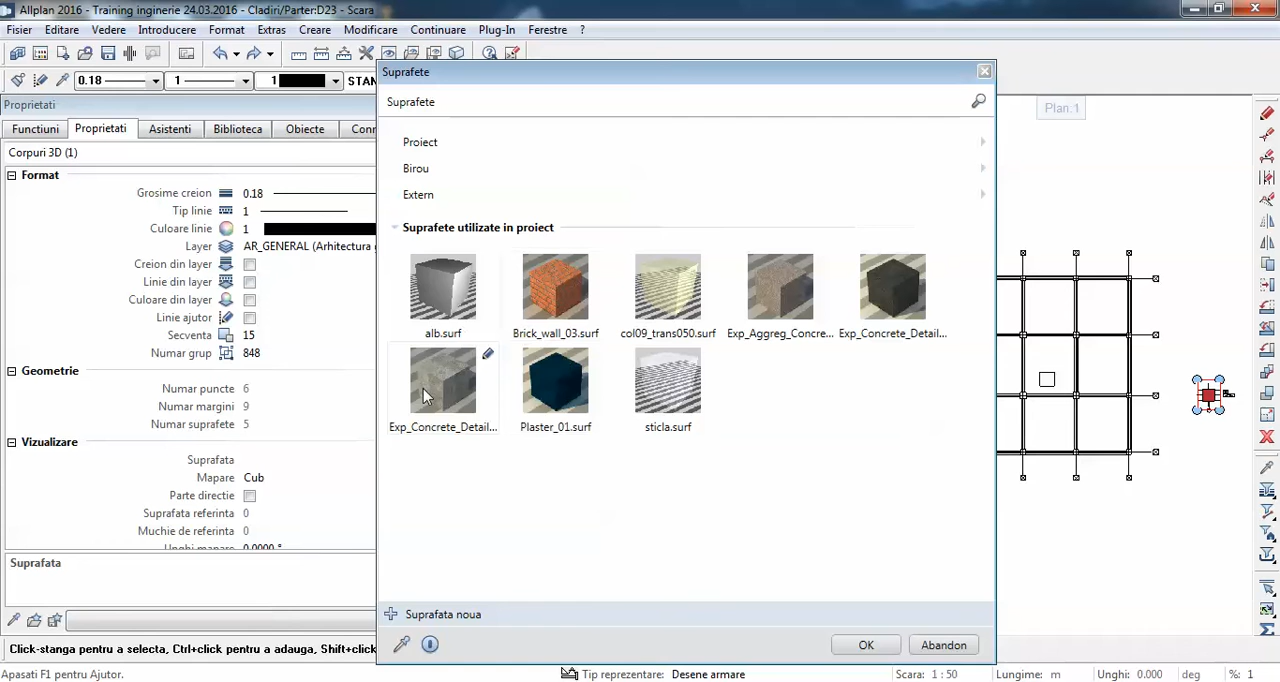 Allplan 2016 - Training inginerie 24.03.2016 - Cladiri/Parter:D23 - Scara
Fisier Editare Vedere Introducere Format Extras Creare Modificare Continuare Plug-In Ferestre ?
0.18 1 1 STAN
Proprietati
Functiuni Proprietati Asistenti Biblioteca Obiecte Conn
Corpuri 3D (1)
Format
Grosime creion 0.18
Tip linie 1
Culoare linie 1
Layer AR_GENERAL (Arhitectura g
Creion din layer
Linie din layer
Culoare din layer
Linie ajutor
Secventa 15
Numar grup 848
Geometrie
Numar puncte 6
Numar margini 9
Numar suprafete 5
Vizualizare
Suprafata
Mapare Cub
Parte directie
Suprafata referinta 0
Muchie de referinta 0
Unghi mapare 0.0000 °
Suprafata
Suprafete
Suprafete
Proiect
Birou
Extern
Suprafete utilizate in proiect
alb.surf Brick_wall_03.surf col09_trans050.surf Exp_Aggreg_Concre... Exp_Concrete_Detail...
Exp_Concrete_Detail... Plaster_01.surf sticla.surf
Suprafata noua
OK Abandon
Plan:1
Click-stanga pentru a selecta, Ctrl+click pentru a adauga, Shift+click
Apasati F1 pentru Ajutor. Tip reprezentare: Desene armare Scara: 1 : 50 Lungime: m Unghi: 0.000 deg %: 1